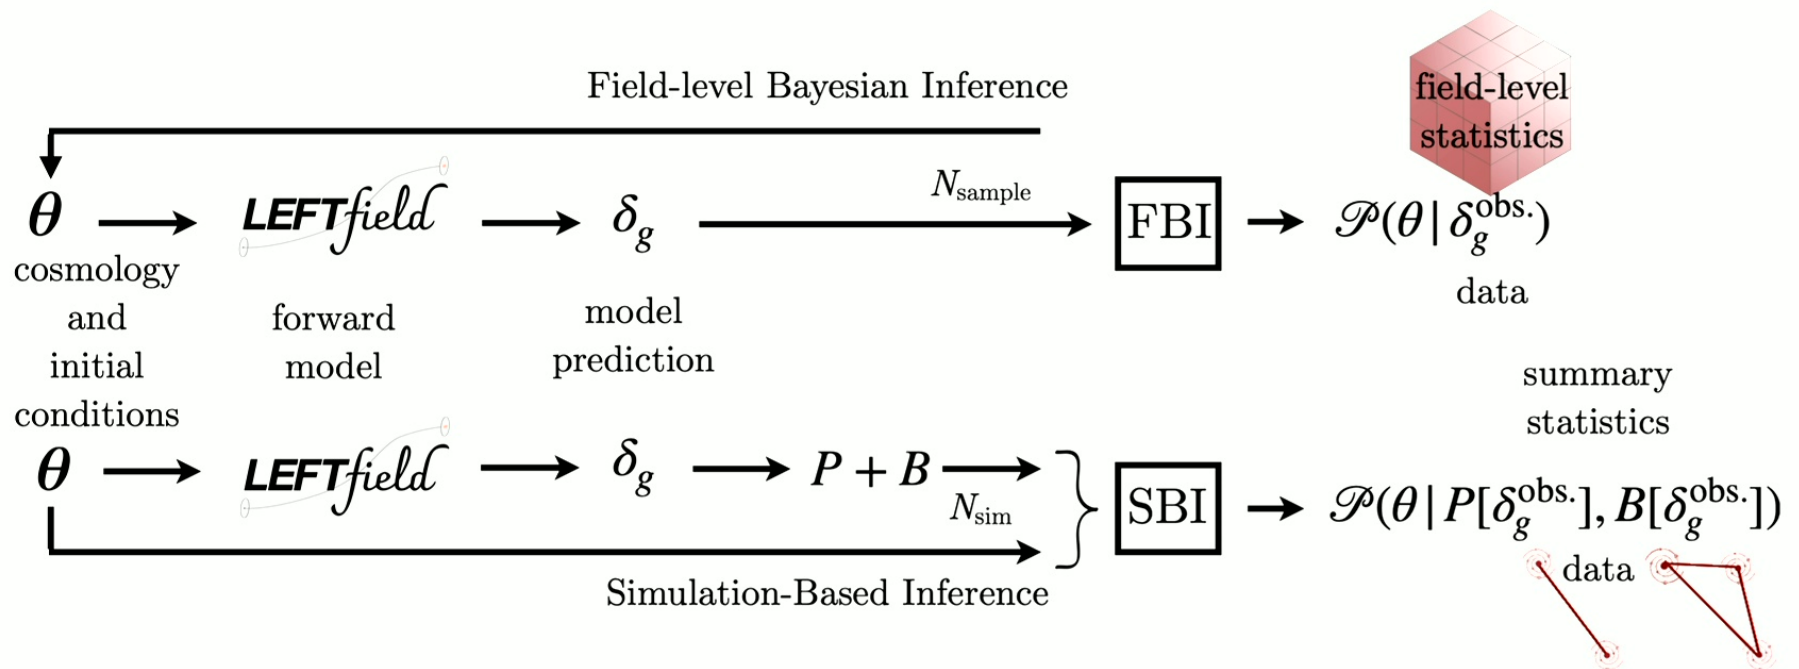 Field-level Bayesian Inference
field-level
statistics
θ → LEFTfield → δ_g → N_sample FBI → 𝒫(θ | δ_g^obs.)
cosmology
and
initial
conditions
forward
model
model
prediction
data
summary
statistics
θ → LEFTfield → δ_g → P + B → N_sim } SBI → 𝒫(θ | P[δ_g^obs.], B[δ_g^obs.])
data
Simulation-Based Inference